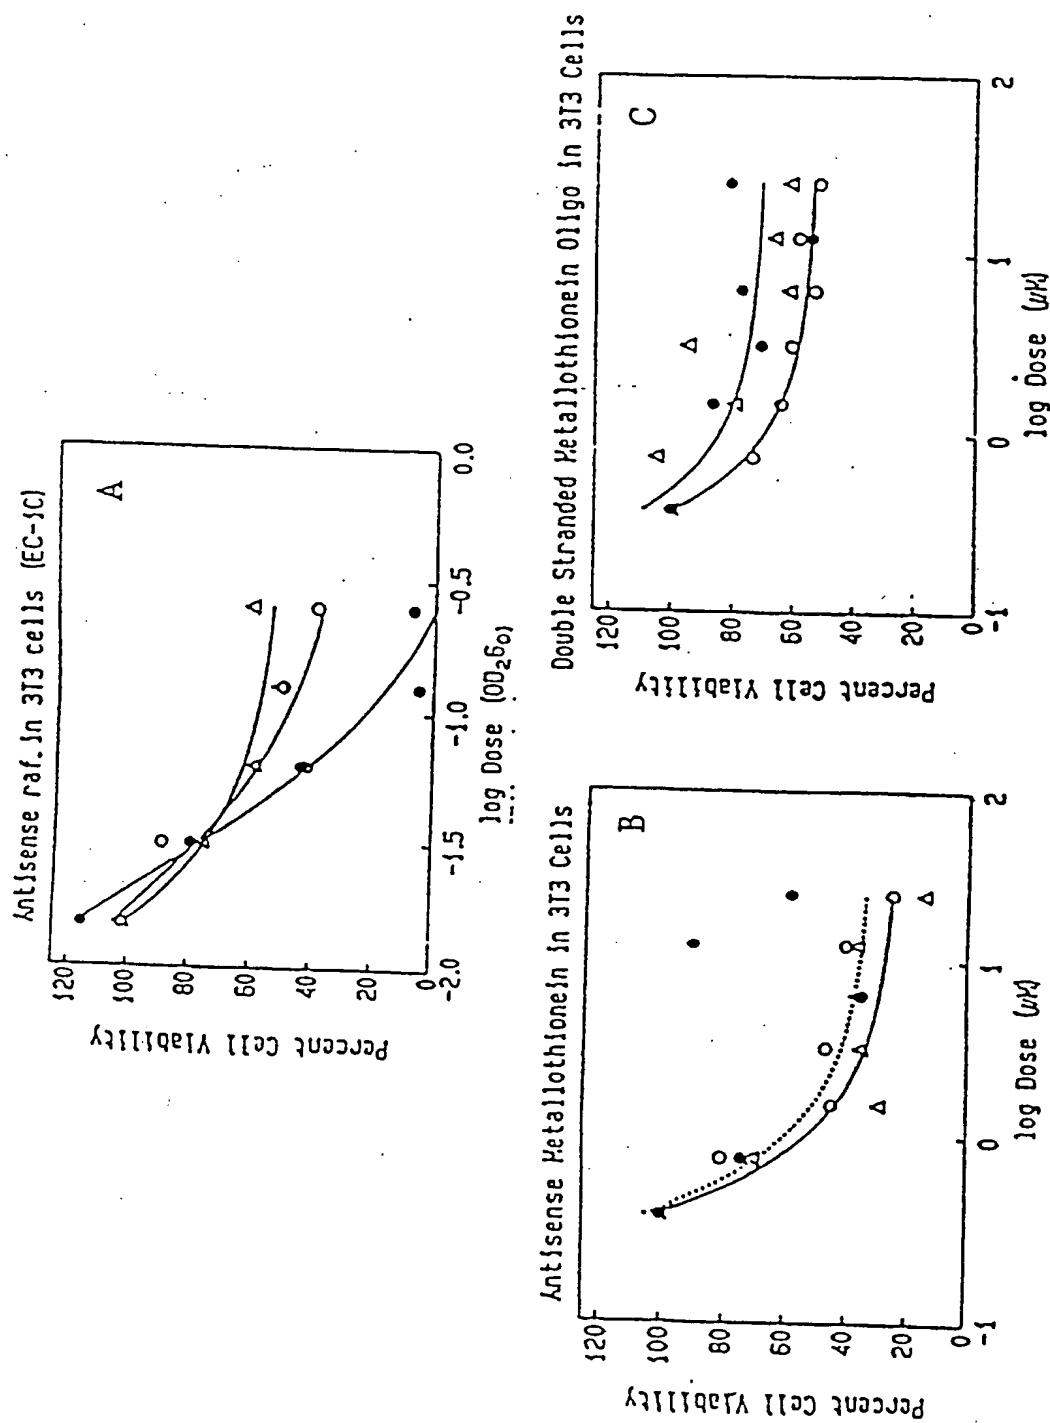 Antisense raf. in 3T3 cells (EC-1C)
A
Percent Cell Viability
120
100
80
60
40
20
0
-2.0
-1.5
-1.0
-0.5
0.0
log Dose (OD260)
Antisense Metallothionein in 3T3 Cells
B
Percent Cell Viability
120
100
80
60
40
20
0
-1
0
1
2
log Dose (µM)
Double Stranded Metallothionein Oligo in 3T3 Cells
C
Percent Cell Viability
120
100
80
60
40
20
0
-1
0
1
2
log Dose (µM)